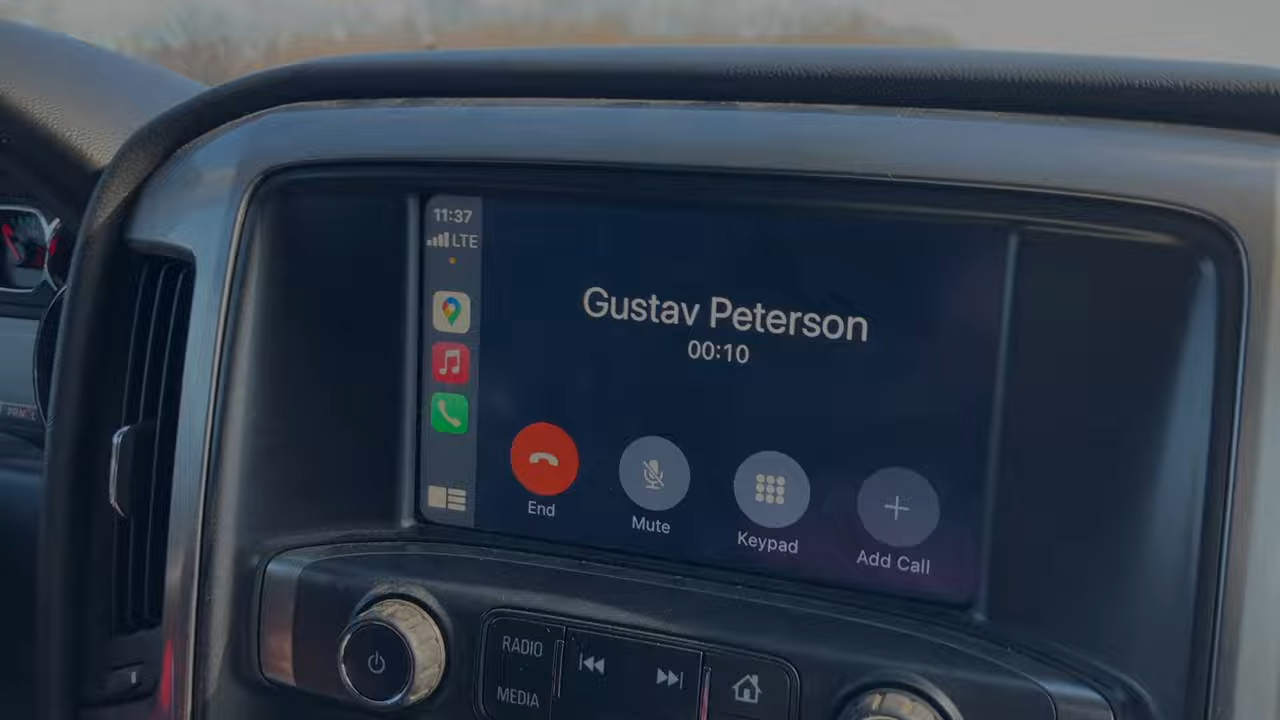 11:37
LTE
Gustav Peterson
00:10
End
Mute
Keypad
Add Call
RADIO
MEDIA